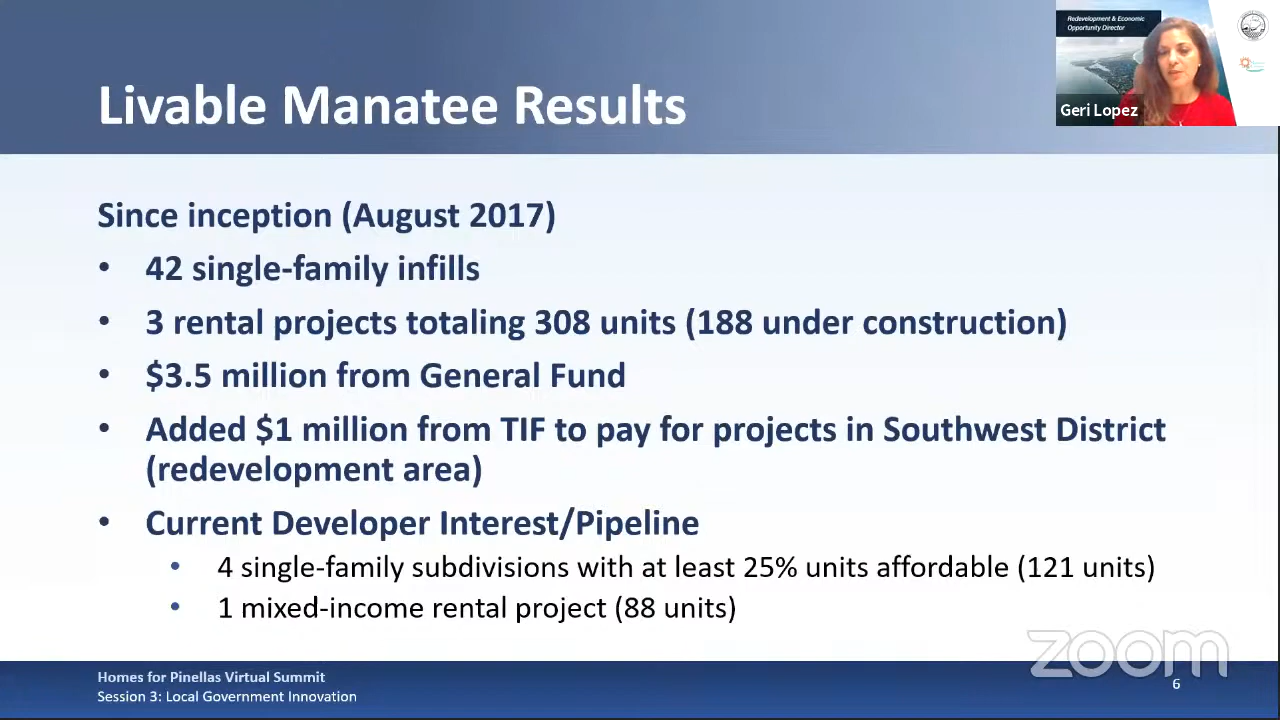 Redevelopment & Economic
Opportunity Director
Geri Lopez
Livable Manatee Results
Since inception (August 2017)
• 42 single-family infills
• 3 rental projects totaling 308 units (188 under construction)
• $3.5 million from General Fund
• Added $1 million from TIF to pay for projects in Southwest District
(redevelopment area)
• Current Developer Interest/Pipeline
• 4 single-family subdivisions with at least 25% units affordable (121 units)
• 1 mixed-income rental project (88 units)
zoom
Homes for Pinellas Virtual Summit
Session 3: Local Government Innovation
6